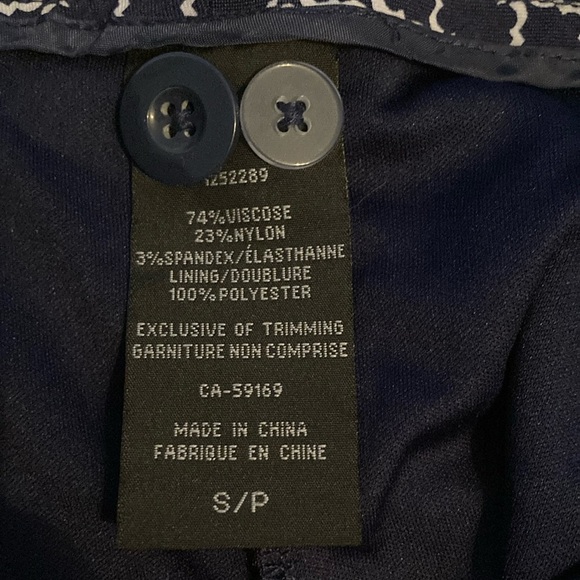 1252289
74%VISCOSE
23%NYLON
3%SPANDEX/ÉLASTHANNE
LINING/DOUBLURE
100%POLYESTER
EXCLUSIVE OF TRIMMING
GARNITURE NON COMPRISE
CA-59169
MADE IN CHINA
FABRIQUE EN CHINE
S/P